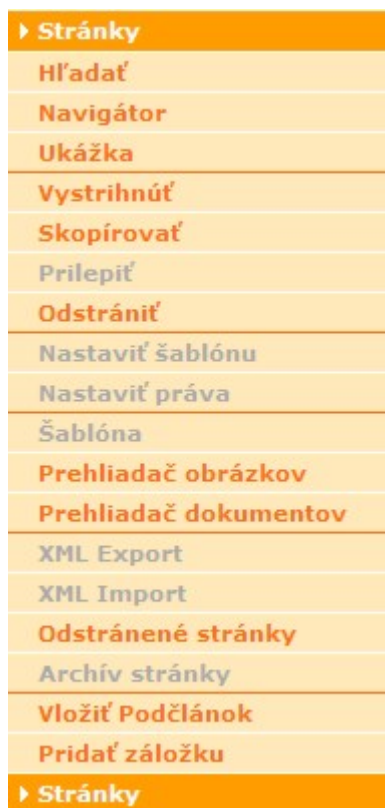 Stránky
Hľadať
Navigátor
Ukážka
Vystrihnúť
Skopírovať
Prilepiť
Odstrániť
Nastaviť šablónu
Nastaviť práva
Šablóna
Prehliadač obrázkov
Prehliadač dokumentov
XML Export
XML Import
Odstránené stránky
Archív stránky
Vložiť Podčlánok
Pridať záložku
Stránky